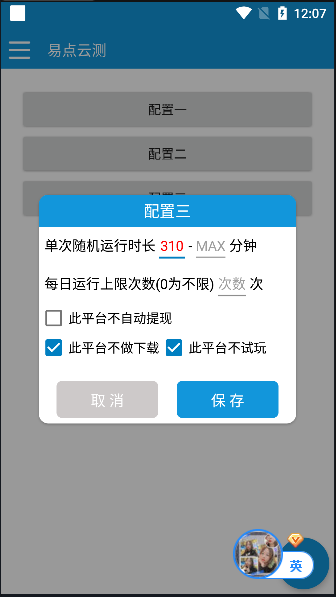 12:07
易点云测
配置一
配置二
配置三
单次随机运行时长 310 - MAX 分钟
每日运行上限次数(0为不限) 次数 次
此平台不自动提现
此平台不做下载 此平台不试玩
取 消 保 存
英